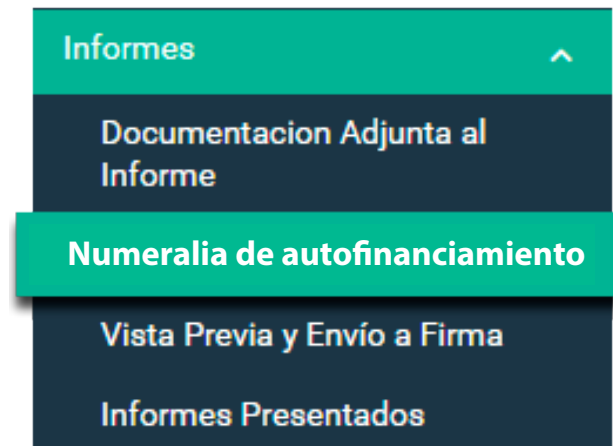 Informes
Documentacion Adjunta al
Informe
Numeralia de autofinanciamiento
Vista Previa y Envío a Firma
Informes Presentados